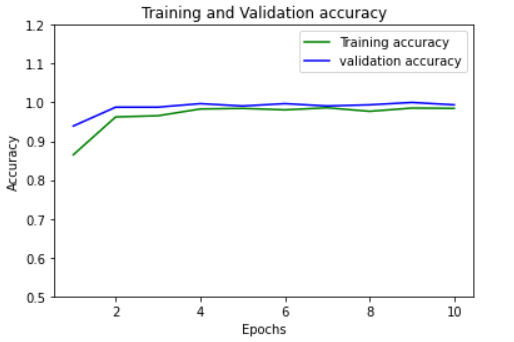 Training and Validation accuracy
Training accuracy
validation accuracy
1.2
1.1
1.0
0.9
0.8
0.7
0.6
0.5
Accuracy
2 4 6 8 10
Epochs